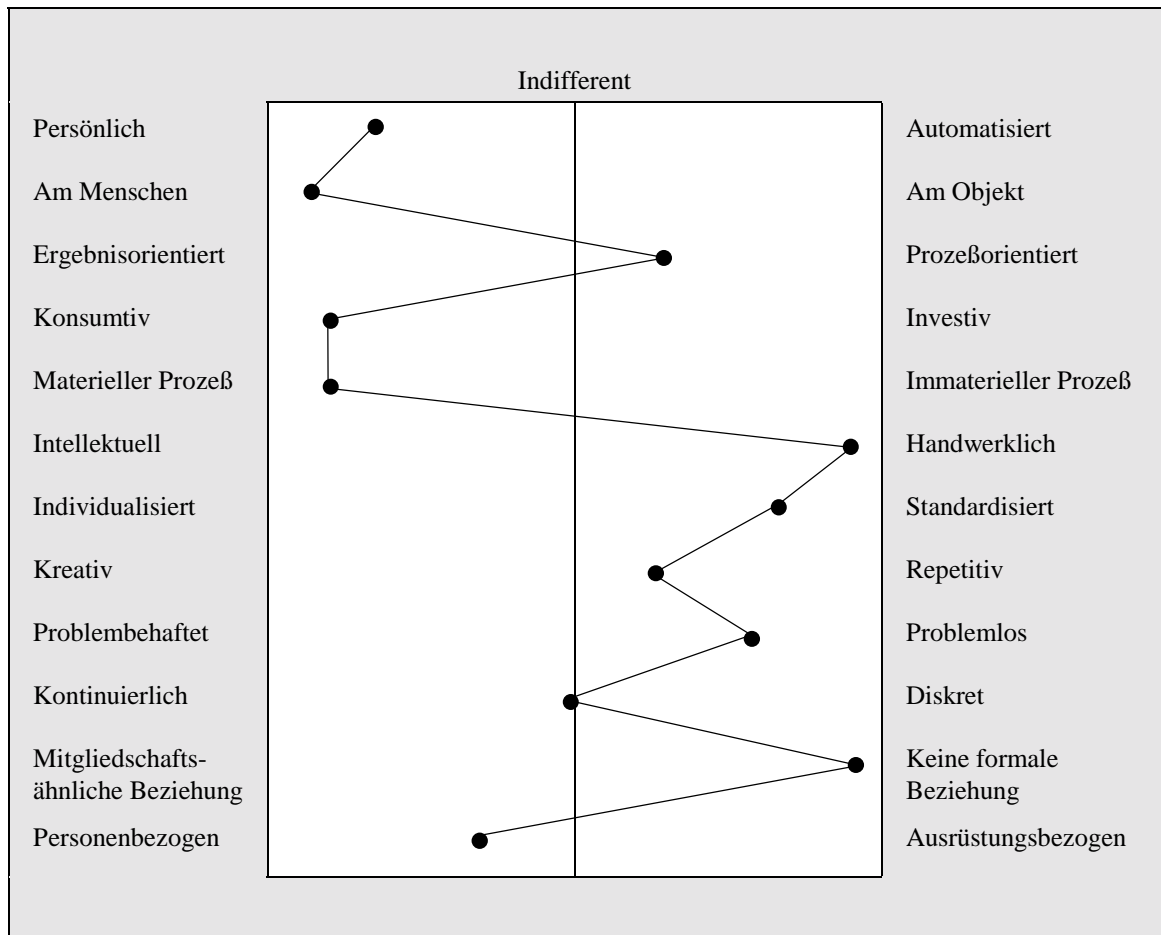 Indifferent
Persönlich
Automatisiert
Am Menschen
Am Objekt
Ergebnisorientiert
Prozeßorientiert
Konsumtiv
Investiv
Materieller Prozeß
Immaterieller Prozeß
Intellektuell
Handwerklich
Individualisiert
Standardisiert
Kreativ
Repetitiv
Problembehaftet
Problemlos
Kontinuierlich
Diskret
Mitgliedschafts-
ähnliche Beziehung
Keine formale
Beziehung
Personenbezogen
Ausrüstungsbezogen